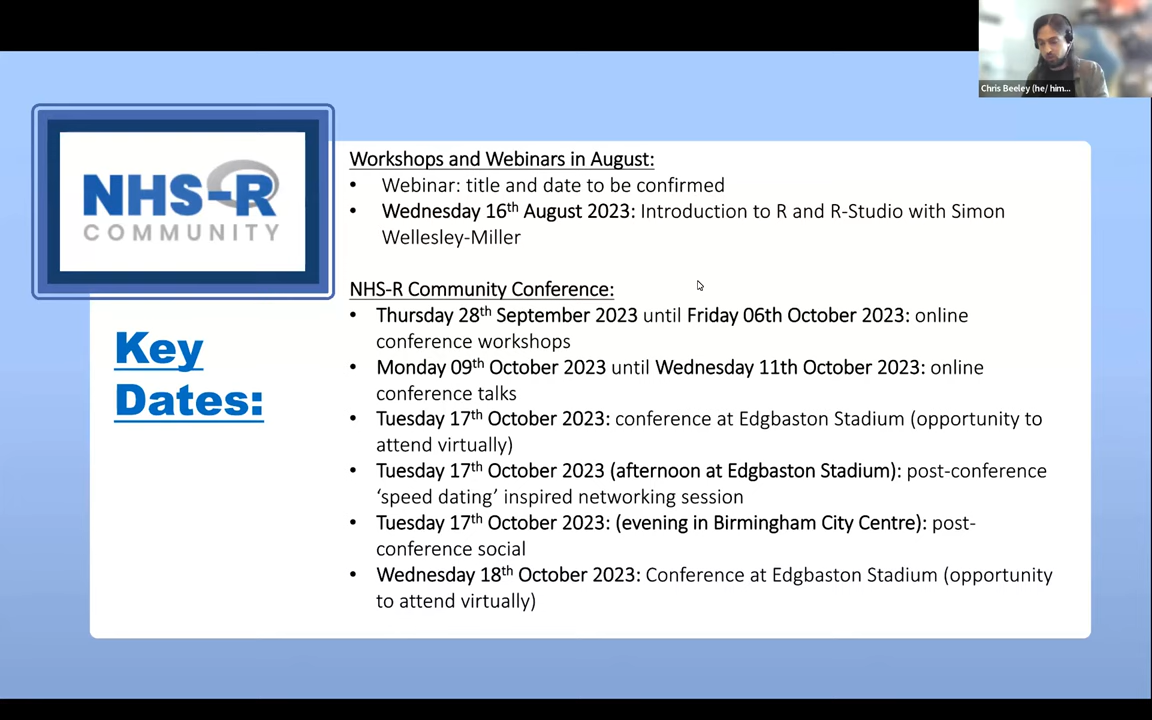 Chris Beeley (he/ him...
NHS-R
COMMUNITY
Key
Dates:
Workshops and Webinars in August:
• Webinar: title and date to be confirmed
• Wednesday 16th August 2023: Introduction to R and R-Studio with Simon
Wellesley-Miller
NHS-R Community Conference:
• Thursday 28th September 2023 until Friday 06th October 2023: online
conference workshops
• Monday 09th October 2023 until Wednesday 11th October 2023: online
conference talks
• Tuesday 17th October 2023: conference at Edgbaston Stadium (opportunity to
attend virtually)
• Tuesday 17th October 2023 (afternoon at Edgbaston Stadium): post-conference
‘speed dating’ inspired networking session
• Tuesday 17th October 2023: (evening in Birmingham City Centre): post-
conference social
• Wednesday 18th October 2023: Conference at Edgbaston Stadium (opportunity
to attend virtually)